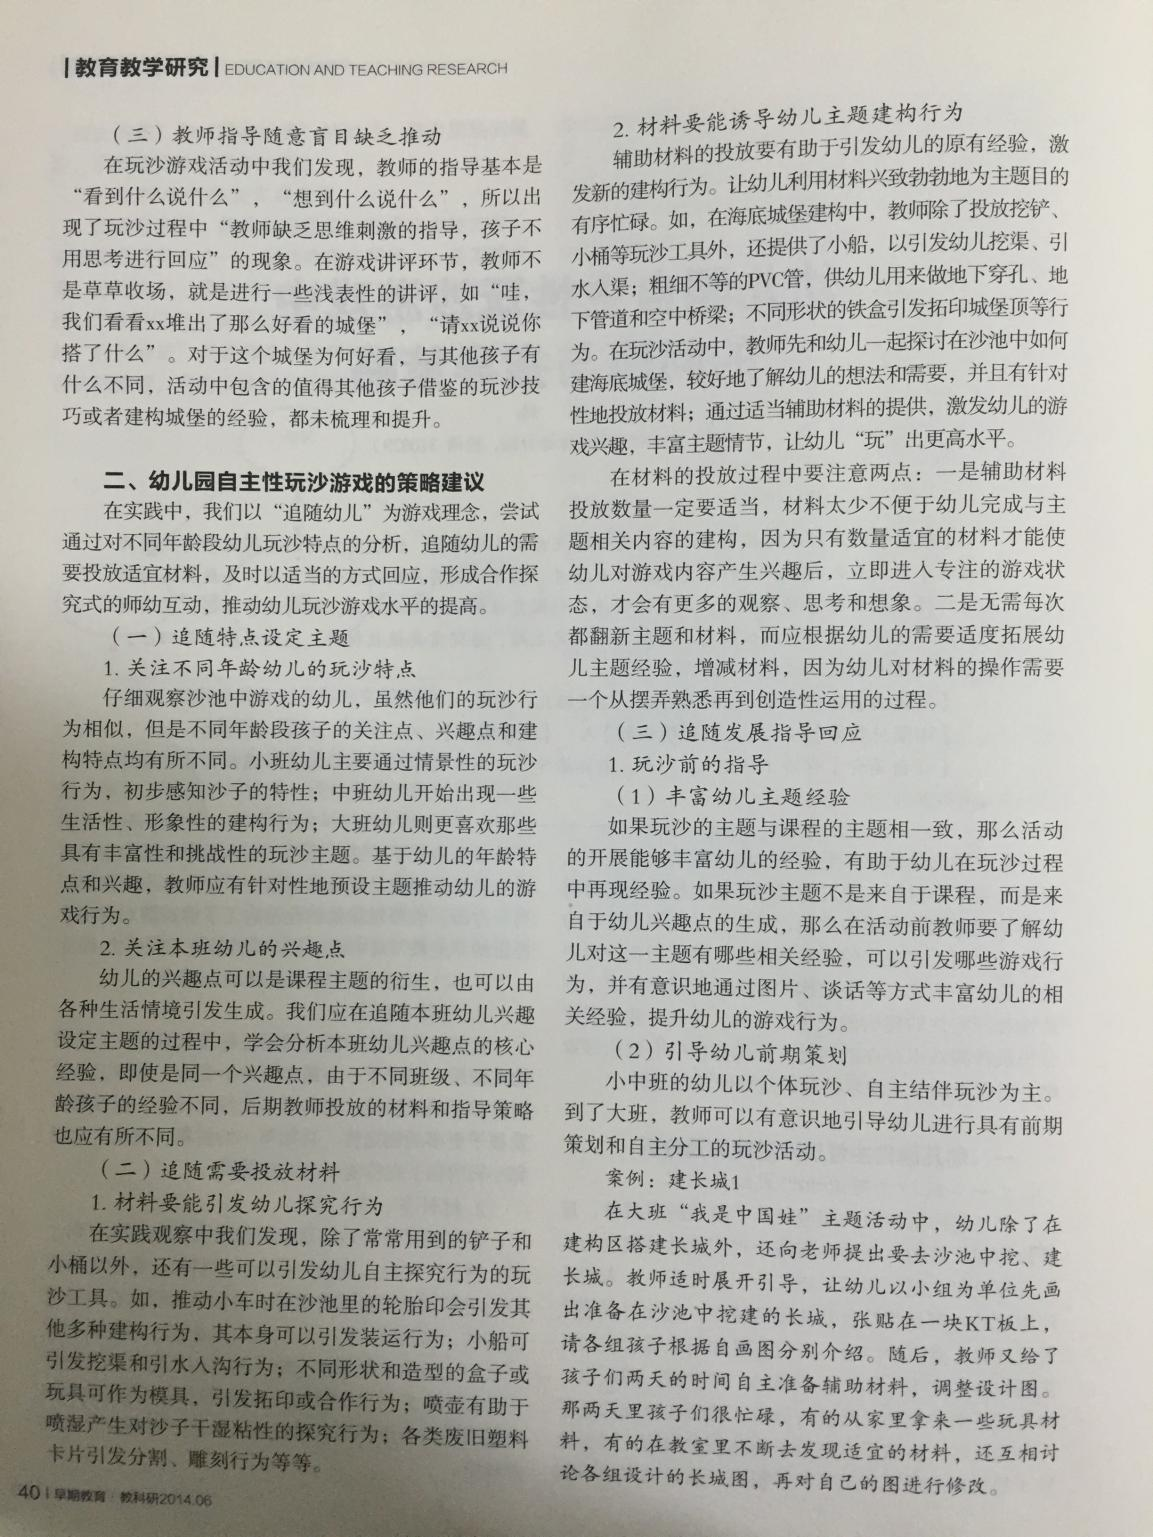 教育教学研究 EDUCATION AND TEACHING RESEARCH
（三）教师指导随意盲目缺乏推动
在玩沙游戏活动中我们发现，教师的指导基本是
“看到什么说什么”，“想到什么说什么”，所以出
现了玩沙过程中“教师缺乏思维刺激的指导，孩子不
用思考进行回应”的现象。在游戏讲评环节，教师不
是草草收场，就是进行一些浅表性的讲评，如“哇，
我们看看xx堆出了那么好看的城堡”，“请xx说说你
搭了什么”。对于这个城堡为何好看，与其他孩子有
什么不同，活动中包含的值得其他孩子借鉴的玩沙技
巧或者建构城堡的经验，都未梳理和提升。
二、幼儿园自主性玩沙游戏的策略建议
在实践中，我们以“追随幼儿”为游戏理念，尝试
通过对不同年龄段幼儿玩沙特点的分析，追随幼儿的需
要投放适宜材料，及时以适当的方式回应，形成合作探
究式的师幼互动，推动幼儿玩沙游戏水平的提高。
（一）追随特点设定主题
1.关注不同年龄幼儿的玩沙特点
仔细观察沙池中游戏的幼儿，虽然他们的玩沙行
为相似，但是不同年龄段孩子的关注点、兴趣点和建
构特点均有所不同。小班幼儿主要通过情景性的玩沙
行为，初步感知沙子的特性；中班幼儿开始出现一些
生活性、形象性的建构行为；大班幼儿则更喜欢那些
具有丰富性和挑战性的玩沙主题。基于幼儿的年龄特
点和兴趣，教师应有针对性地预设主题推动幼儿的游
戏行为。
2.关注本班幼儿的兴趣点
幼儿的兴趣点可以是课程主题的衍生，也可以由
各种生活情境引发生成。我们应在追随本班幼儿兴趣
设定主题的过程中，学会分析本班幼儿兴趣点的核心
经验，即使是同一个兴趣点，由于不同班级、不同年
龄孩子的经验不同，后期教师投放的材料和指导策略
也应有所不同。
（二）追随需要投放材料
1.材料要能引发幼儿探究行为
在实践观察中我们发现，除了常常用到的铲子和
小桶以外，还有一些可以引发幼儿自主探究行为的玩
沙工具。如，推动小车时在沙池里的轮胎印会引发其
他多种建构行为，其本身可以引发装运行为；小船可
引发挖渠和引水入沟行为；不同形状和造型的盒子或
玩具可作为模具，引发拓印或合作行为；喷壶有助于
喷湿产生对沙子干湿粘性的探究行为；各类废旧塑料
卡片引发分割、雕刻行为等等。
40 早期教育 教科研2014.06
2.材料要能诱导幼儿主题建构行为
辅助材料的投放要有助于引发幼儿的原有经验，激
发新的建构行为。让幼儿利用材料兴致勃勃地为主题目的
有序忙碌。如，在海底城堡建构中，教师除了投放挖铲、
小桶等玩沙工具外，还提供了小船，以引发幼儿挖渠、引
水入渠；粗细不等的PVC管，供幼儿用来做地下穿孔、地
下管道和空中桥梁；不同形状的铁盒引发拓印城堡顶等行
为。在玩沙活动中，教师先和幼儿一起探讨在沙池中如何
建海底城堡，较好地了解幼儿的想法和需要，并且有针对
性地投放材料；通过适当辅助材料的提供，激发幼儿的游
戏兴趣，丰富主题情节，让幼儿“玩”出更高水平。
在材料的投放过程中要注意两点：一是辅助材料
投放数量一定要适当，材料太少不便于幼儿完成与主
题相关内容的建构，因为只有数量适宜的材料才能使
幼儿对游戏内容产生兴趣后，立即进入专注的游戏状
态，才会有更多的观察、思考和想象。二是无需每次
都翻新主题和材料，而应根据幼儿的需要适度拓展幼
儿主题经验，增减材料，因为幼儿对材料的操作需要
一个从摆弄熟悉再到创造性运用的过程。
（三）追随发展指导回应
1.玩沙前的指导
（1）丰富幼儿主题经验
如果玩沙的主题与课程的主题相一致，那么活动
的开展能够丰富幼儿的经验，有助于幼儿在玩沙过程
中再现经验。如果玩沙主题不是来自于课程，而是来
自于幼儿兴趣点的生成，那么在活动前教师要了解幼
儿对这一主题有哪些相关经验，可以引发哪些游戏行
为，并有意识地通过图片、谈话等方式丰富幼儿的相
关经验，提升幼儿的游戏行为。
（2）引导幼儿前期策划
小中班的幼儿以个体玩沙、自主结伴玩沙为主。
到了大班，教师可以有意识地引导幼儿进行具有前期
策划和自主分工的玩沙活动。
案例：建长城1
在大班“我是中国娃”主题活动中，幼儿除了在
建构区搭建长城外，还向老师提出要去沙池中挖、建
长城。教师适时展开引导，让幼儿以小组为单位先画
出准备在沙池中挖建的长城，张贴在一块KT板上，
请各组孩子根据自画图分别介绍。随后，教师又给了
孩子们两天的时间自主准备辅助材料，调整设计图。
那两天里孩子们很忙碌，有的从家里拿来一些玩具材
料，有的在教室里不断去发现适宜的材料，还互相讨
论各组设计的长城图，再对自己的图进行修改。